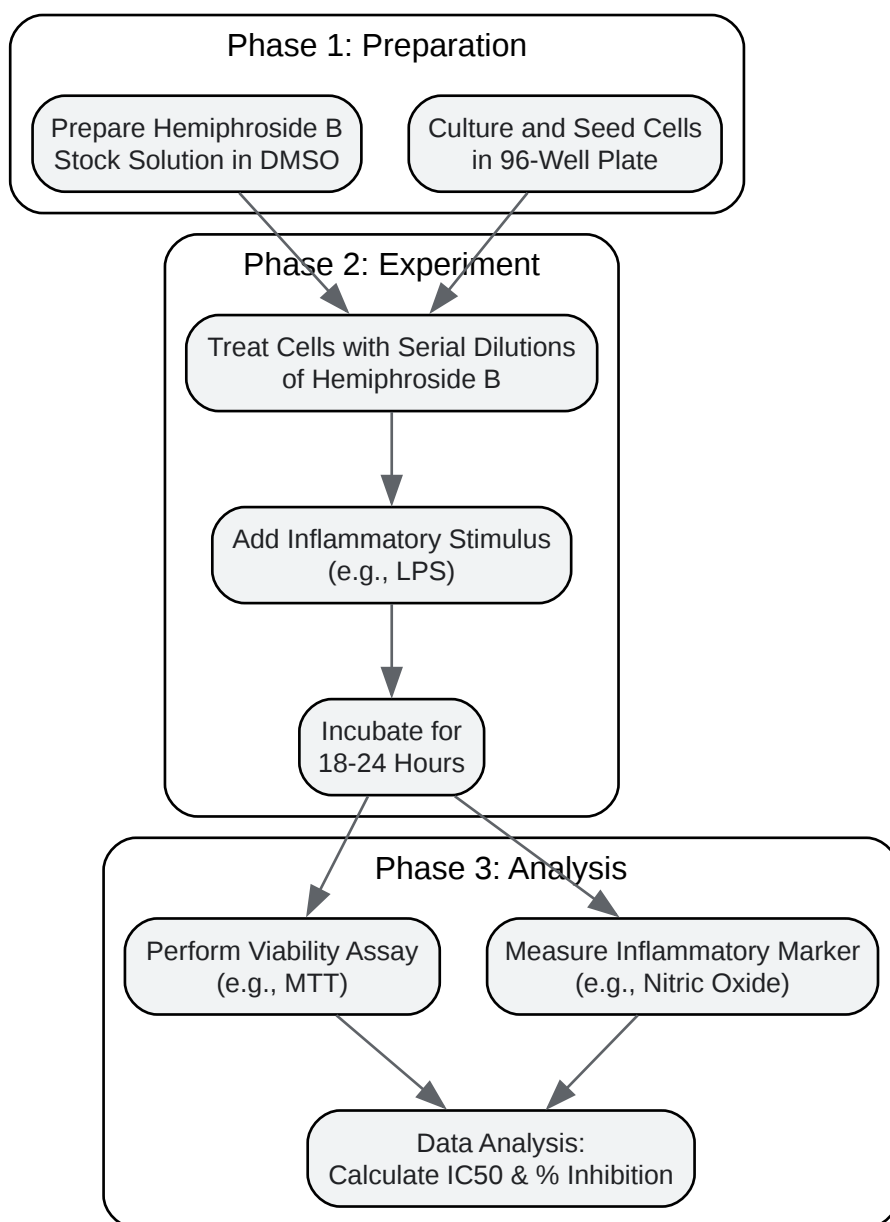 Phase 1: Preparation
Prepare Hemiphroside B
Stock Solution in DMSO
Culture and Seed Cells
in 96-Well Plate
Phase 2: Experiment
Treat Cells with Serial Dilutions
of Hemiphroside B
Add Inflammatory Stimulus
(e.g., LPS)
Incubate for
18-24 Hours
Phase 3: Analysis
Perform Viability Assay
(e.g., MTT)
Measure Inflammatory Marker
(e.g., Nitric Oxide)
Data Analysis:
Calculate IC50 & % Inhibition